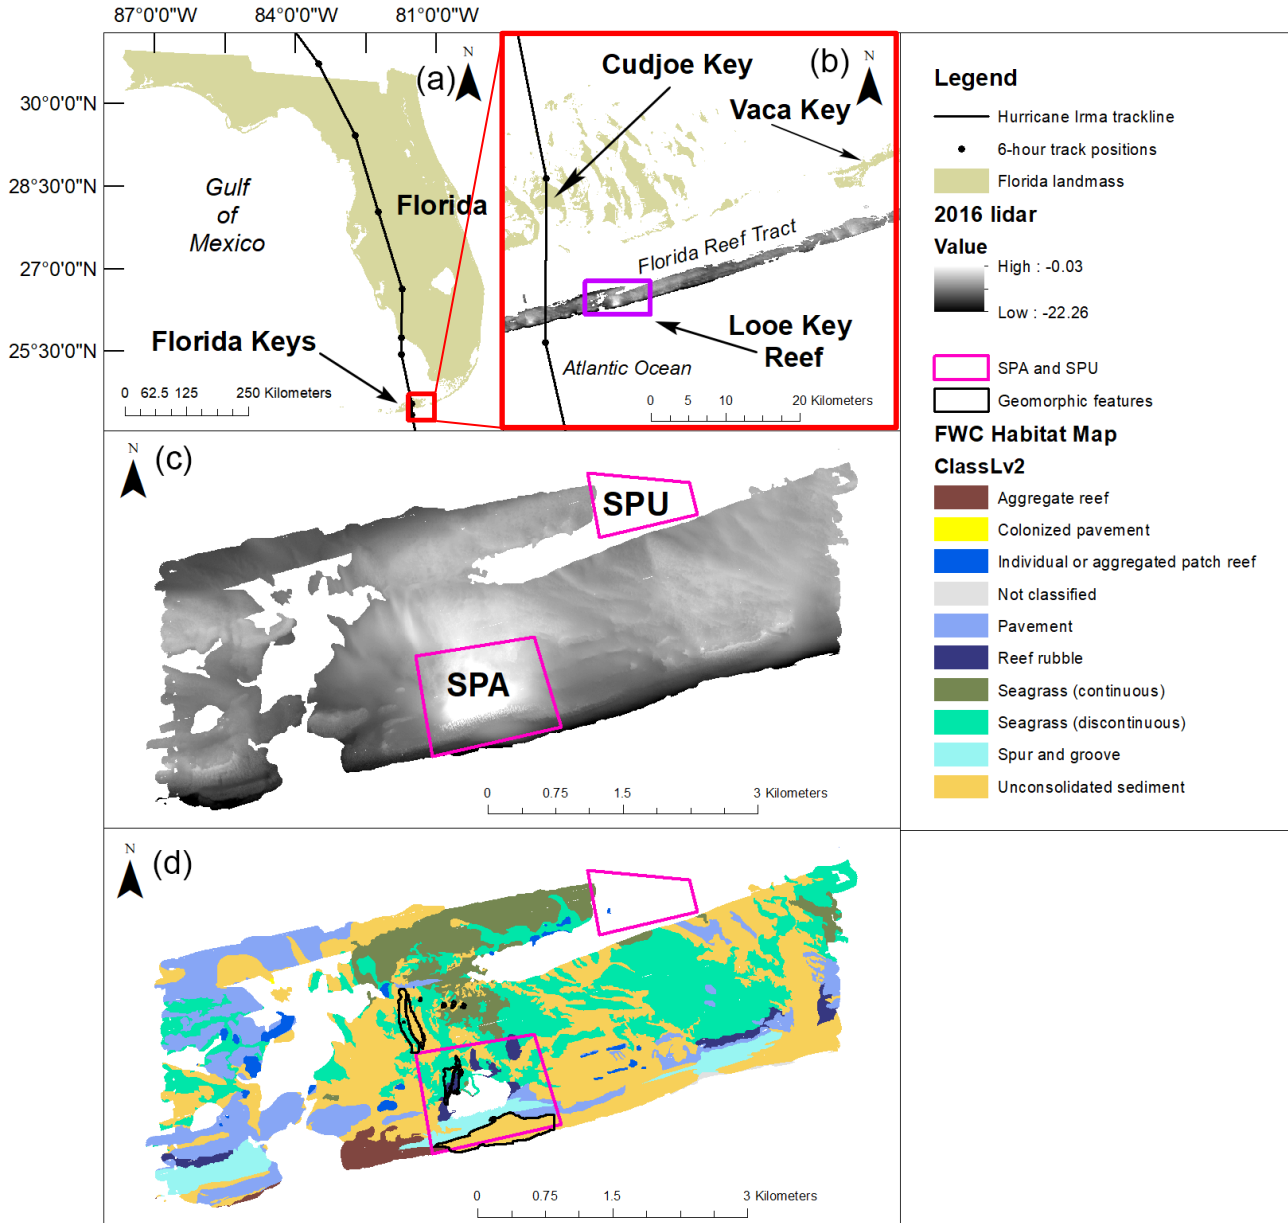 87°0'0"W 84°0'0"W 81°0'0"W
30°0'0"N
28°30'0"N
27°0'0"N
25°30'0"N
(a)
N
Gulf
of
Mexico
Florida
Florida Keys
0 62.5 125 250 Kilometers
(b)
N
Cudjoe Key
Vaca Key
Florida Reef Tract
Looe Key
Reef
Atlantic Ocean
0 5 10 20 Kilometers
Legend
Hurricane Irma trackline
6-hour track positions
Florida landmass
2016 lidar
Value
High : -0.03
Low : -22.26
SPA and SPU
Geomorphic features
FWC Habitat Map
ClassLv2
Aggregate reef
Colonized pavement
Individual or aggregated patch reef
Not classified
Pavement
Reef rubble
Seagrass (continuous)
Seagrass (discontinuous)
Spur and groove
Unconsolidated sediment
N
(c)
SPU
SPA
0 0.75 1.5 3 Kilometers
N
(d)
0 0.75 1.5 3 Kilometers